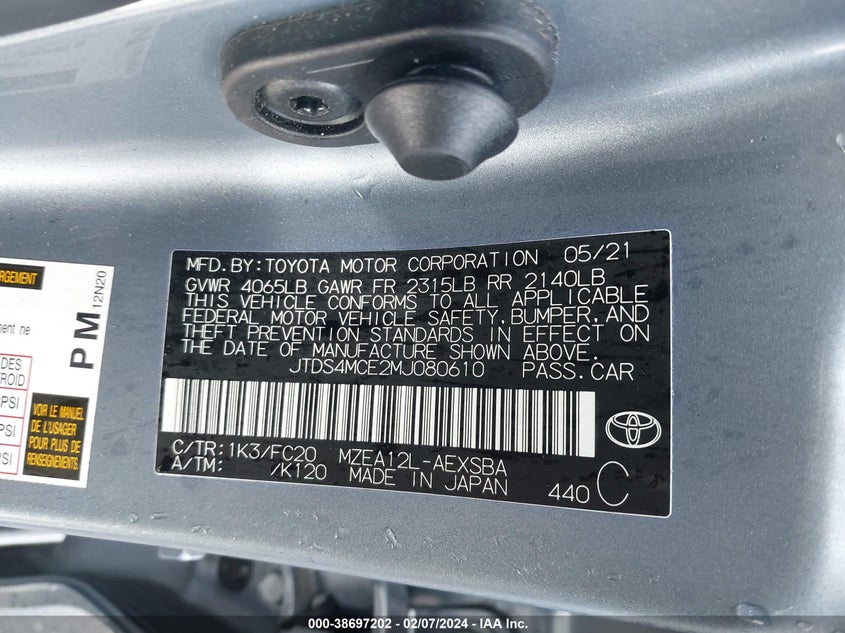 MFD.BY:TOYOTA MOTOR CORPORATION 05/21
GVWR 4065LB GAWR FR 2315LB RR 2140LB
THIS VEHICLE CONFORMS TO ALL APPLICABLE
FEDERAL MOTOR VEHICLE SAFETY, BUMPER, AND
THEFT PREVENTION STANDARDS IN EFFECT ON
THE DATE OF MANUFACTURE SHOWN ABOVE.
JTDS4MCE2MJ080610 PASS.CAR
C/TR:1K3/FC20 MZEA12L-AEXSBA
A/TM: /K120 MADE IN JAPAN
440 C
PM 12N20
ment ne
PSI
PSI
PSI
VOIR LE MANUEL
DE L'USAGER
POUR PLUS DE
RENSEIGNEMENTS
000-38697202 - 02/07/2024 - IAA